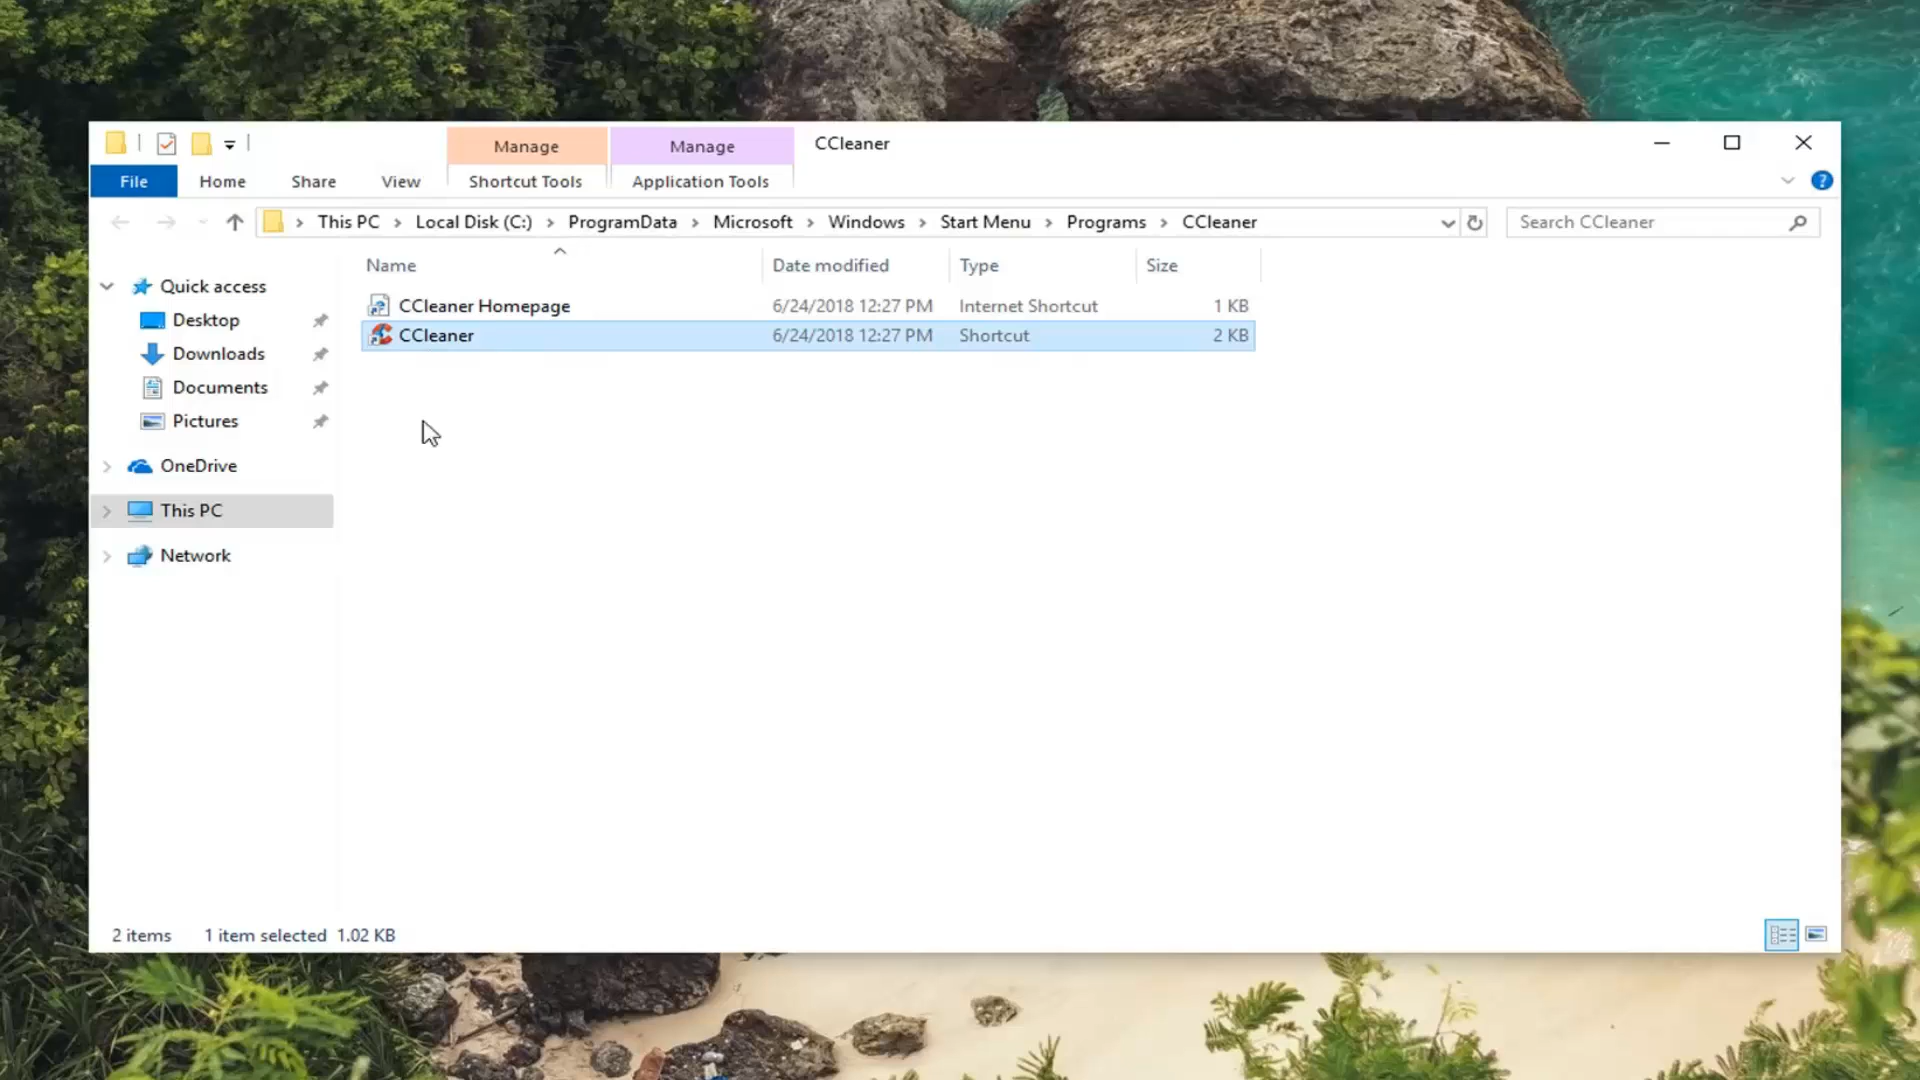 Manage Manage CCleaner
File Home Share View Shortcut Tools Application Tools
This PC Local Disk (C:) ProgramData Microsoft Windows Start Menu Programs CCleaner Search CCleaner
Name Date modified Type Size
Quick access
Desktop
Downloads
Documents
Pictures
OneDrive
This PC
Network
CCleaner Homepage 6/24/2018 12:27 PM Internet Shortcut 1 KB
CCleaner 6/24/2018 12:27 PM Shortcut 2 KB
2 items 1 item selected 1.02 KB